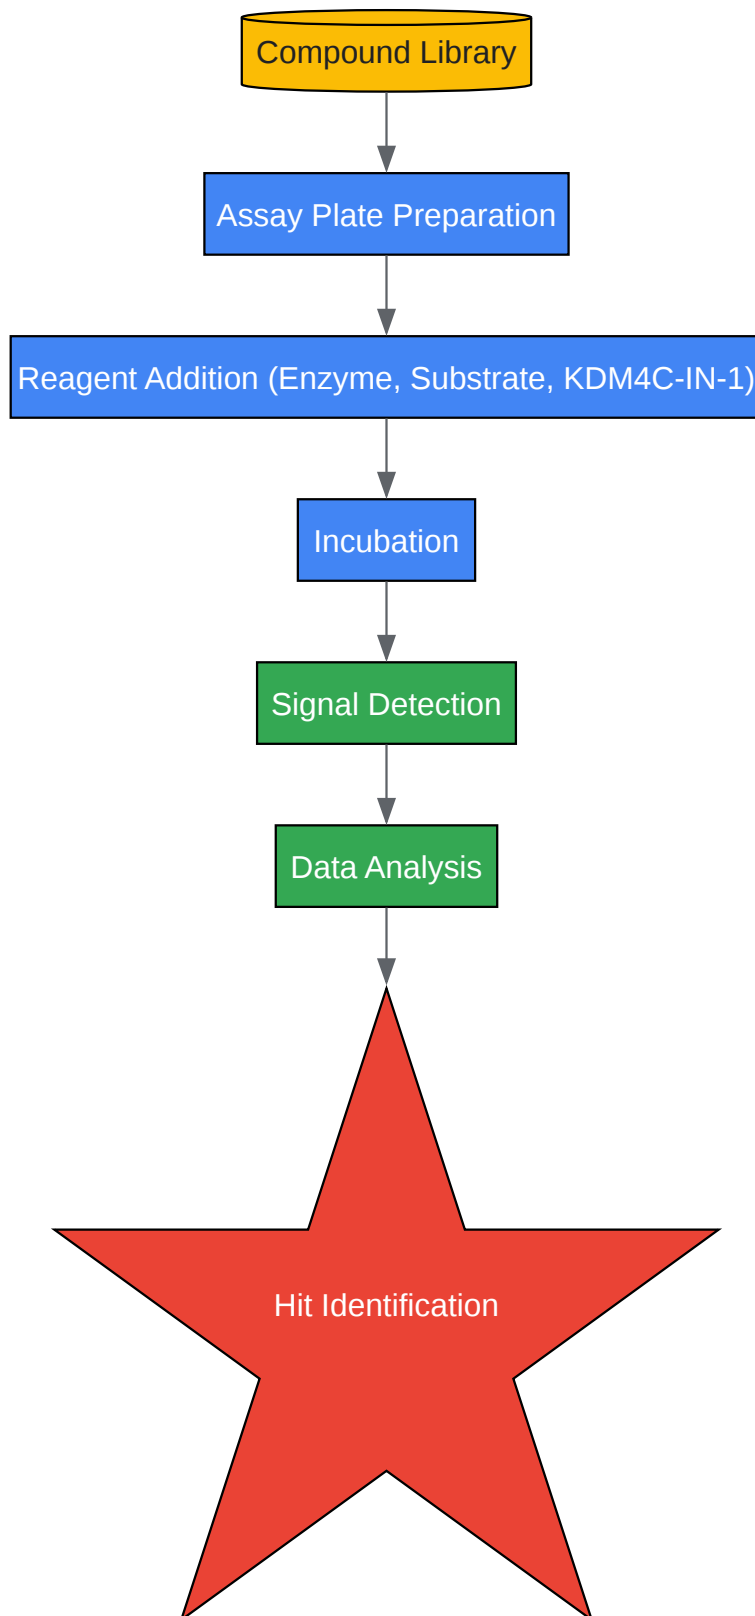 Compound Library
Assay Plate Preparation
Reagent Addition (Enzyme, Substrate, KDM4C-IN-1)
Incubation
Signal Detection
Data Analysis
Hit Identification